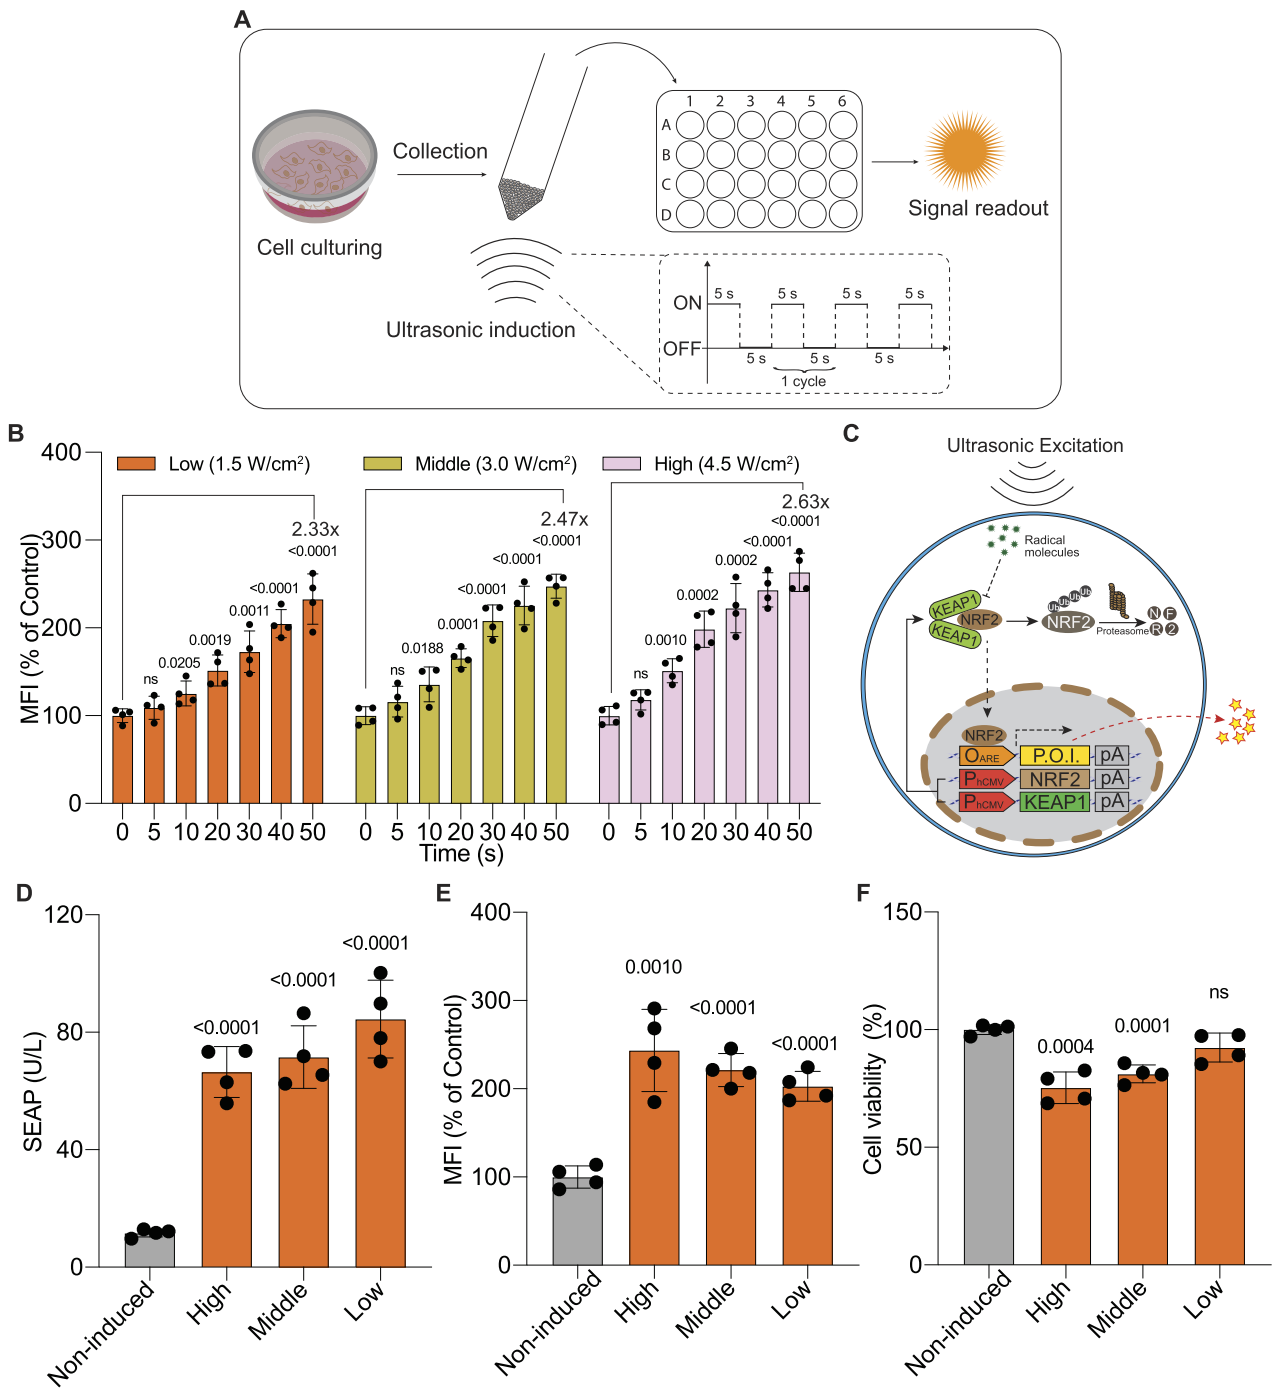 A
Cell culturing
Collection
Ultrasonic induction
1 2 3 4 5 6
A
B
C
D
Signal readout
ON
OFF
5 s 5 s 5 s 5 s
5 s 5 s 5 s
1 cycle
B
MFI (% of Control)
400
300
200
100
0
Low (1.5 W/cm²)
Middle (3.0 W/cm²)
High (4.5 W/cm²)
2.33x
ns
0.0205
0.0019
0.0011
<0.0001
<0.0001
2.47x
ns
0.0188
0.0001
<0.0001
<0.0001
<0.0001
2.63x
ns
0.0010
0.0002
0.0002
<0.0001
<0.0001
0 5 10 20 30 40 50
0 5 10 20 30 40 50
0 5 10 20 30 40 50
Time (s)
C
Ultrasonic Excitation
Radical
molecules
KEAP1
KEAP1
NRF2
Ub Ub Ub Ub
NRF2
Proteasome
N F
R 2
NRF2
OARE P.O.I. pA
PhCMV NRF2 pA
PhCMV KEAP1 pA
D
SEAP (U/L)
120
80
40
0
<0.0001
<0.0001
<0.0001
Non-induced
High
Middle
Low
E
MFI (% of Control)
400
300
200
100
0
0.0010
<0.0001
<0.0001
Non-induced
High
Middle
Low
F
Cell viability (%)
150
100
50
0
0.0004
0.0001
ns
Non-induced
High
Middle
Low